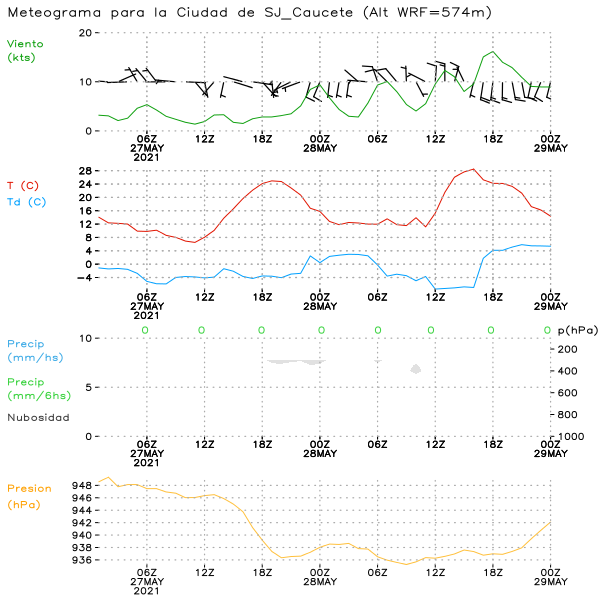 Meteograma para la Ciudad de SJ_Caucete (Alt WRF=574m)
Viento
(kts)
20
10
0
06Z 12Z 18Z 00Z 06Z 12Z 18Z 00Z
27MAY 28MAY 29MAY
2021
T (C)
Td (C)
28
24
20
16
12
8
4
0
−4
06Z 12Z 18Z 00Z 06Z 12Z 18Z 00Z
27MAY 28MAY 29MAY
2021
0 0 0 0 0 0 0 0 p(hPa)
Precip
(mm/hs)
Precip
(mm/6hs)
Nubosidad
10
5
0
200
400
600
800
1000
06Z 12Z 18Z 00Z 06Z 12Z 18Z 00Z
27MAY 28MAY 29MAY
2021
Presion
(hPa)
948
946
944
942
940
938
936
06Z 12Z 18Z 00Z 06Z 12Z 18Z 00Z
27MAY 28MAY 29MAY
2021